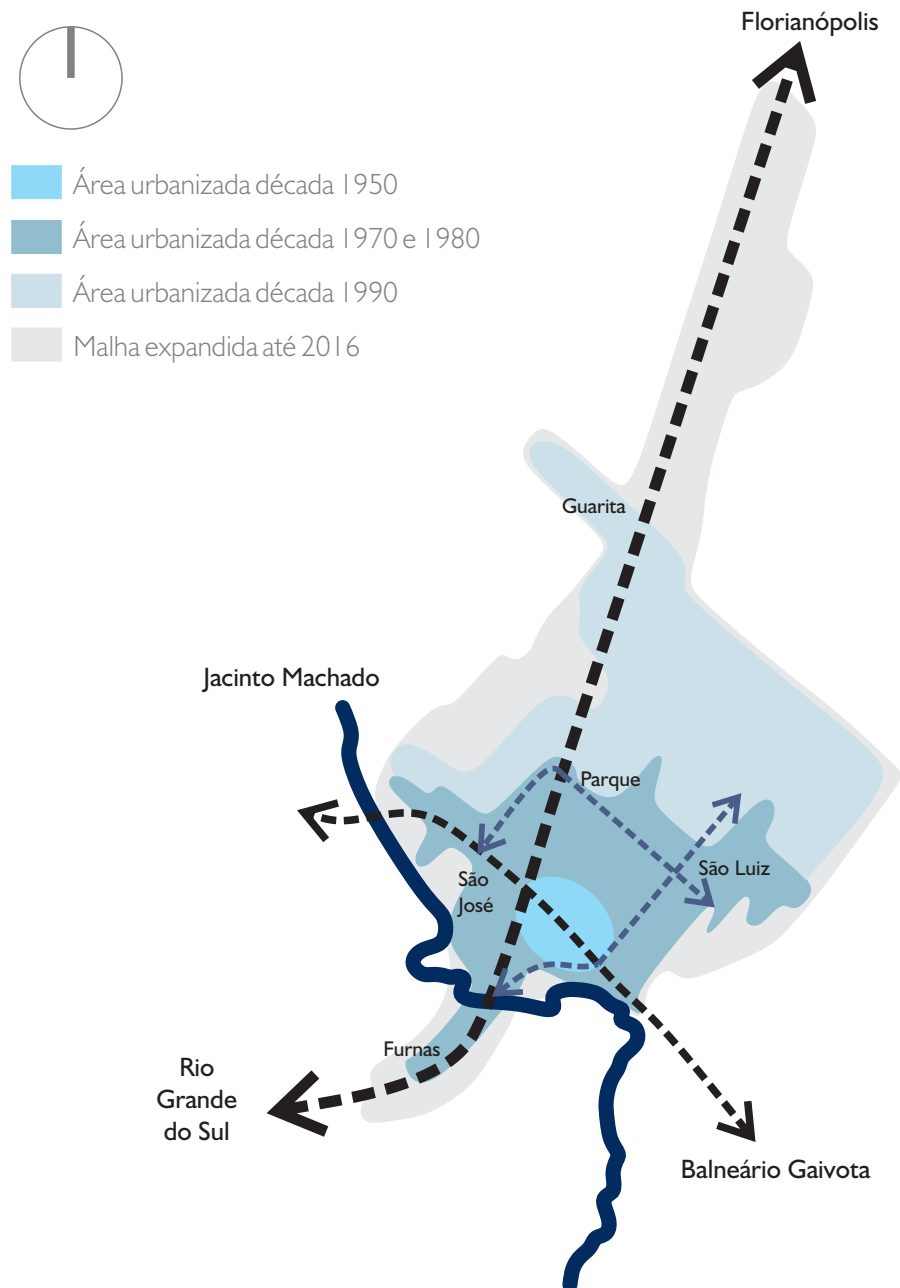 Florianópolis
Área urbanizada década 1950
Área urbanizada década 1970 e 1980
Área urbanizada década 1990
Malha expandida até 2016
Guarita
Jacinto Machado
Parque
São Luiz
São
José
Furnas
Rio
Grande
do Sul
Balneário Gaivota